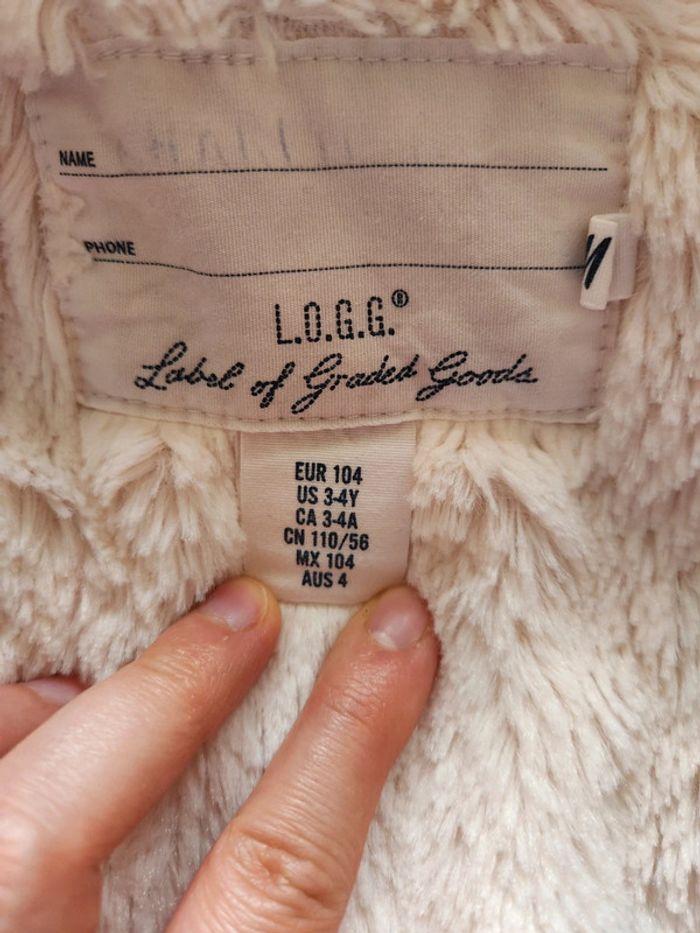 NAME
PHONE
L.O.G.G.®
Label of Graded Goods
EUR 104
US 3-4Y
CA 3-4A
CN 110/56
MX 104
AUS 4